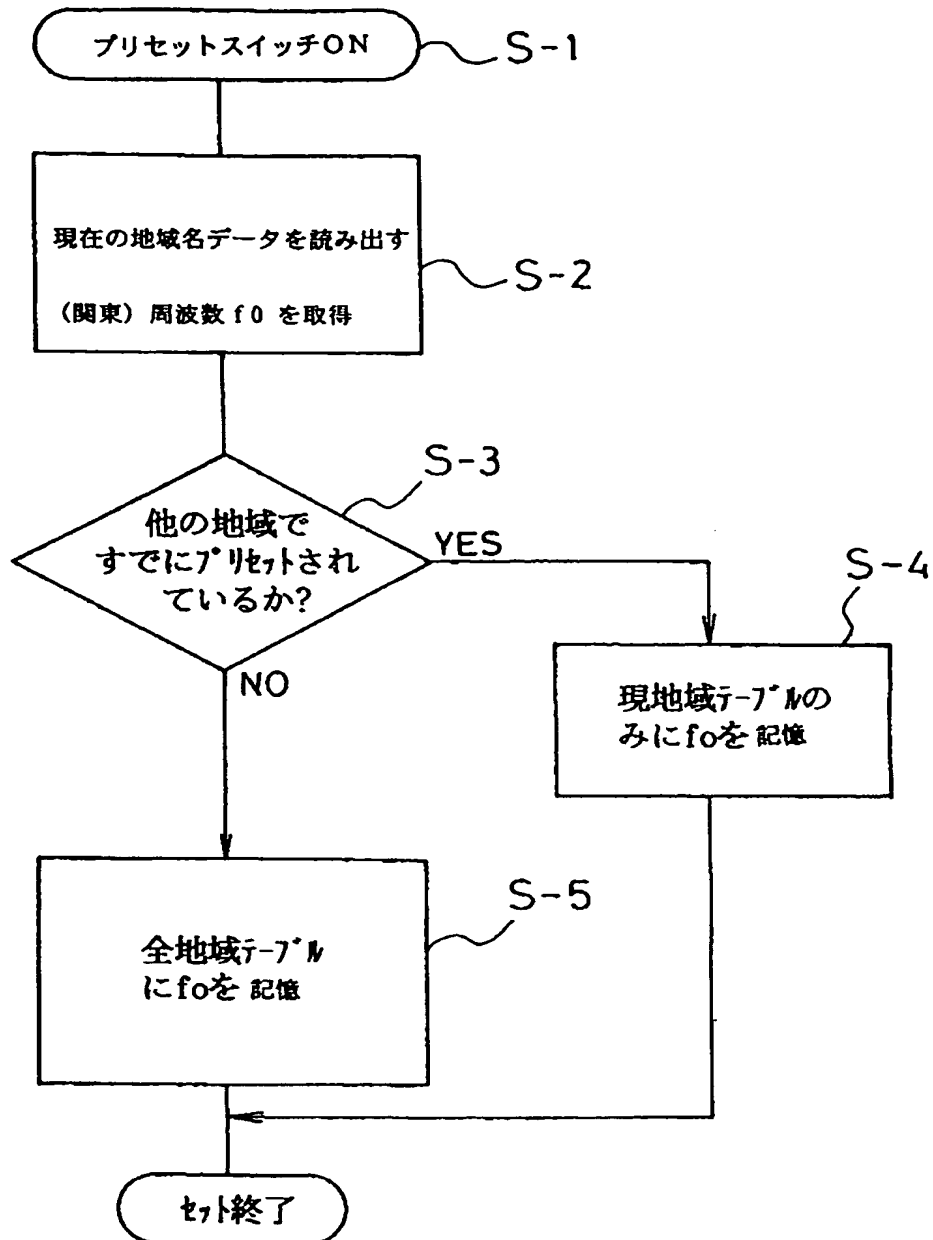 プリセットスイッチON
S-1
現在の地域名データを読み出す
(関東) 周波数 f0 を取得
S-2
S-3
他の地域で
すでにプリセットされ
ているか?
YES
NO
S-4
現地域テーブルの
みにfoを記憶
S-5
全地域テーブル
にfoを記憶
セット終了